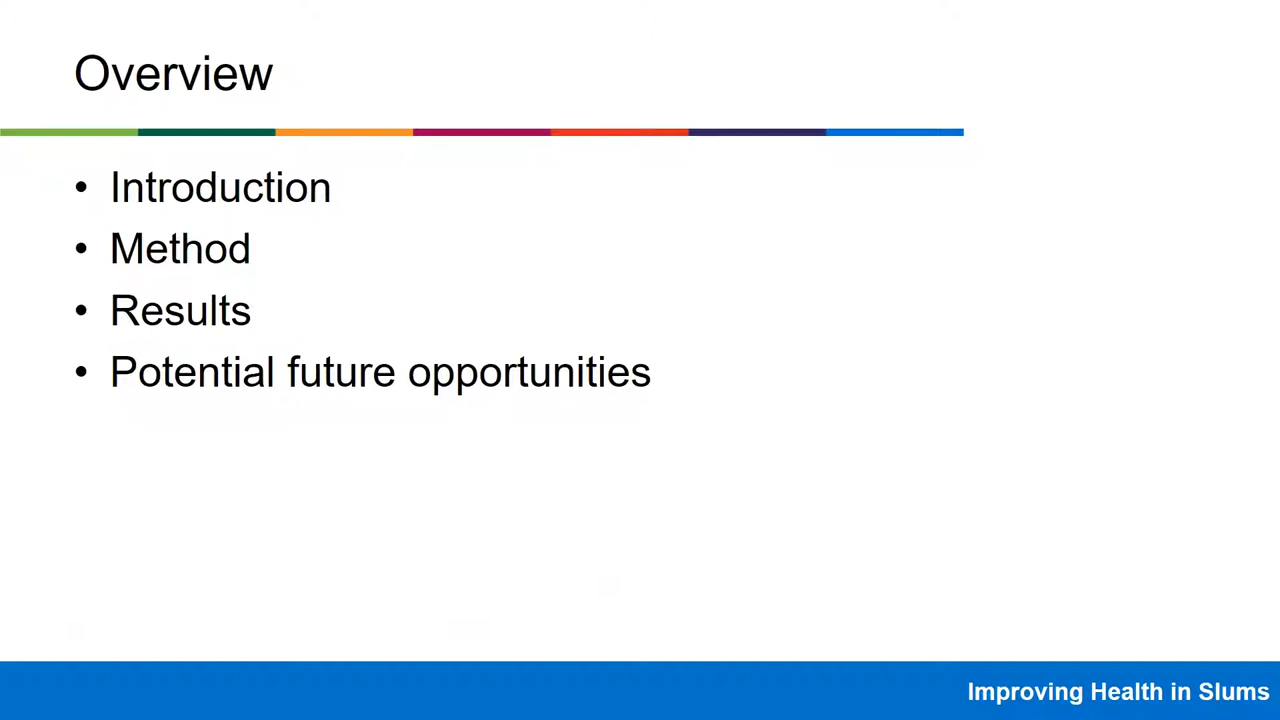 Overview
• Introduction
• Method
• Results
• Potential future opportunities
Improving Health in Slums